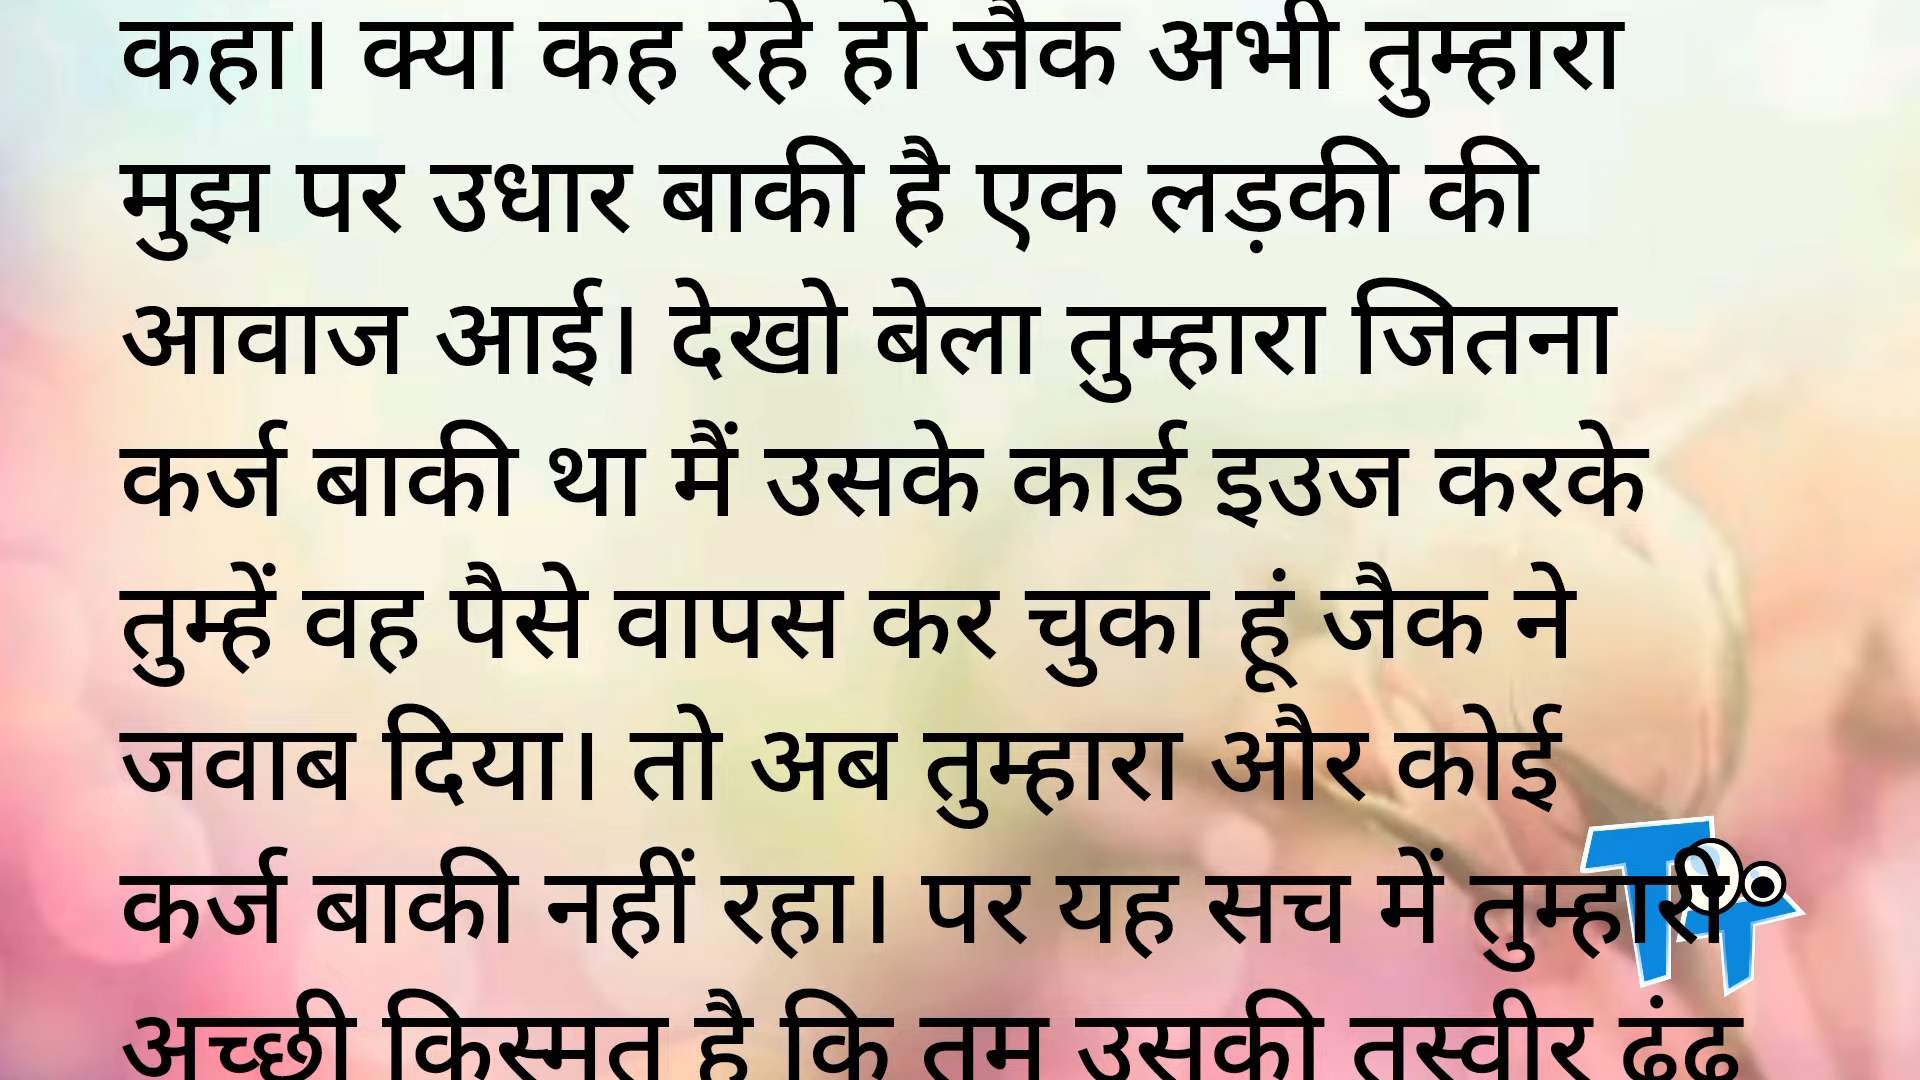 कहा। क्या कह रहे हो जैक अभी तुम्हारा
मुझ पर उधार बाकी है एक लड़की की
आवाज आई। देखो बेला तुम्हारा जितना
कर्ज बाकी था मैं उसके कार्ड इउज करके
तुम्हें वह पैसे वापस कर चुका हूं जैक ने
जवाब दिया। तो अब तुम्हारा और कोई
कर्ज बाकी नहीं रहा। पर यह सच में तुम्हारी
अच्छी किस्मत है कि तुम उसकी तस्वीर ढूंढ